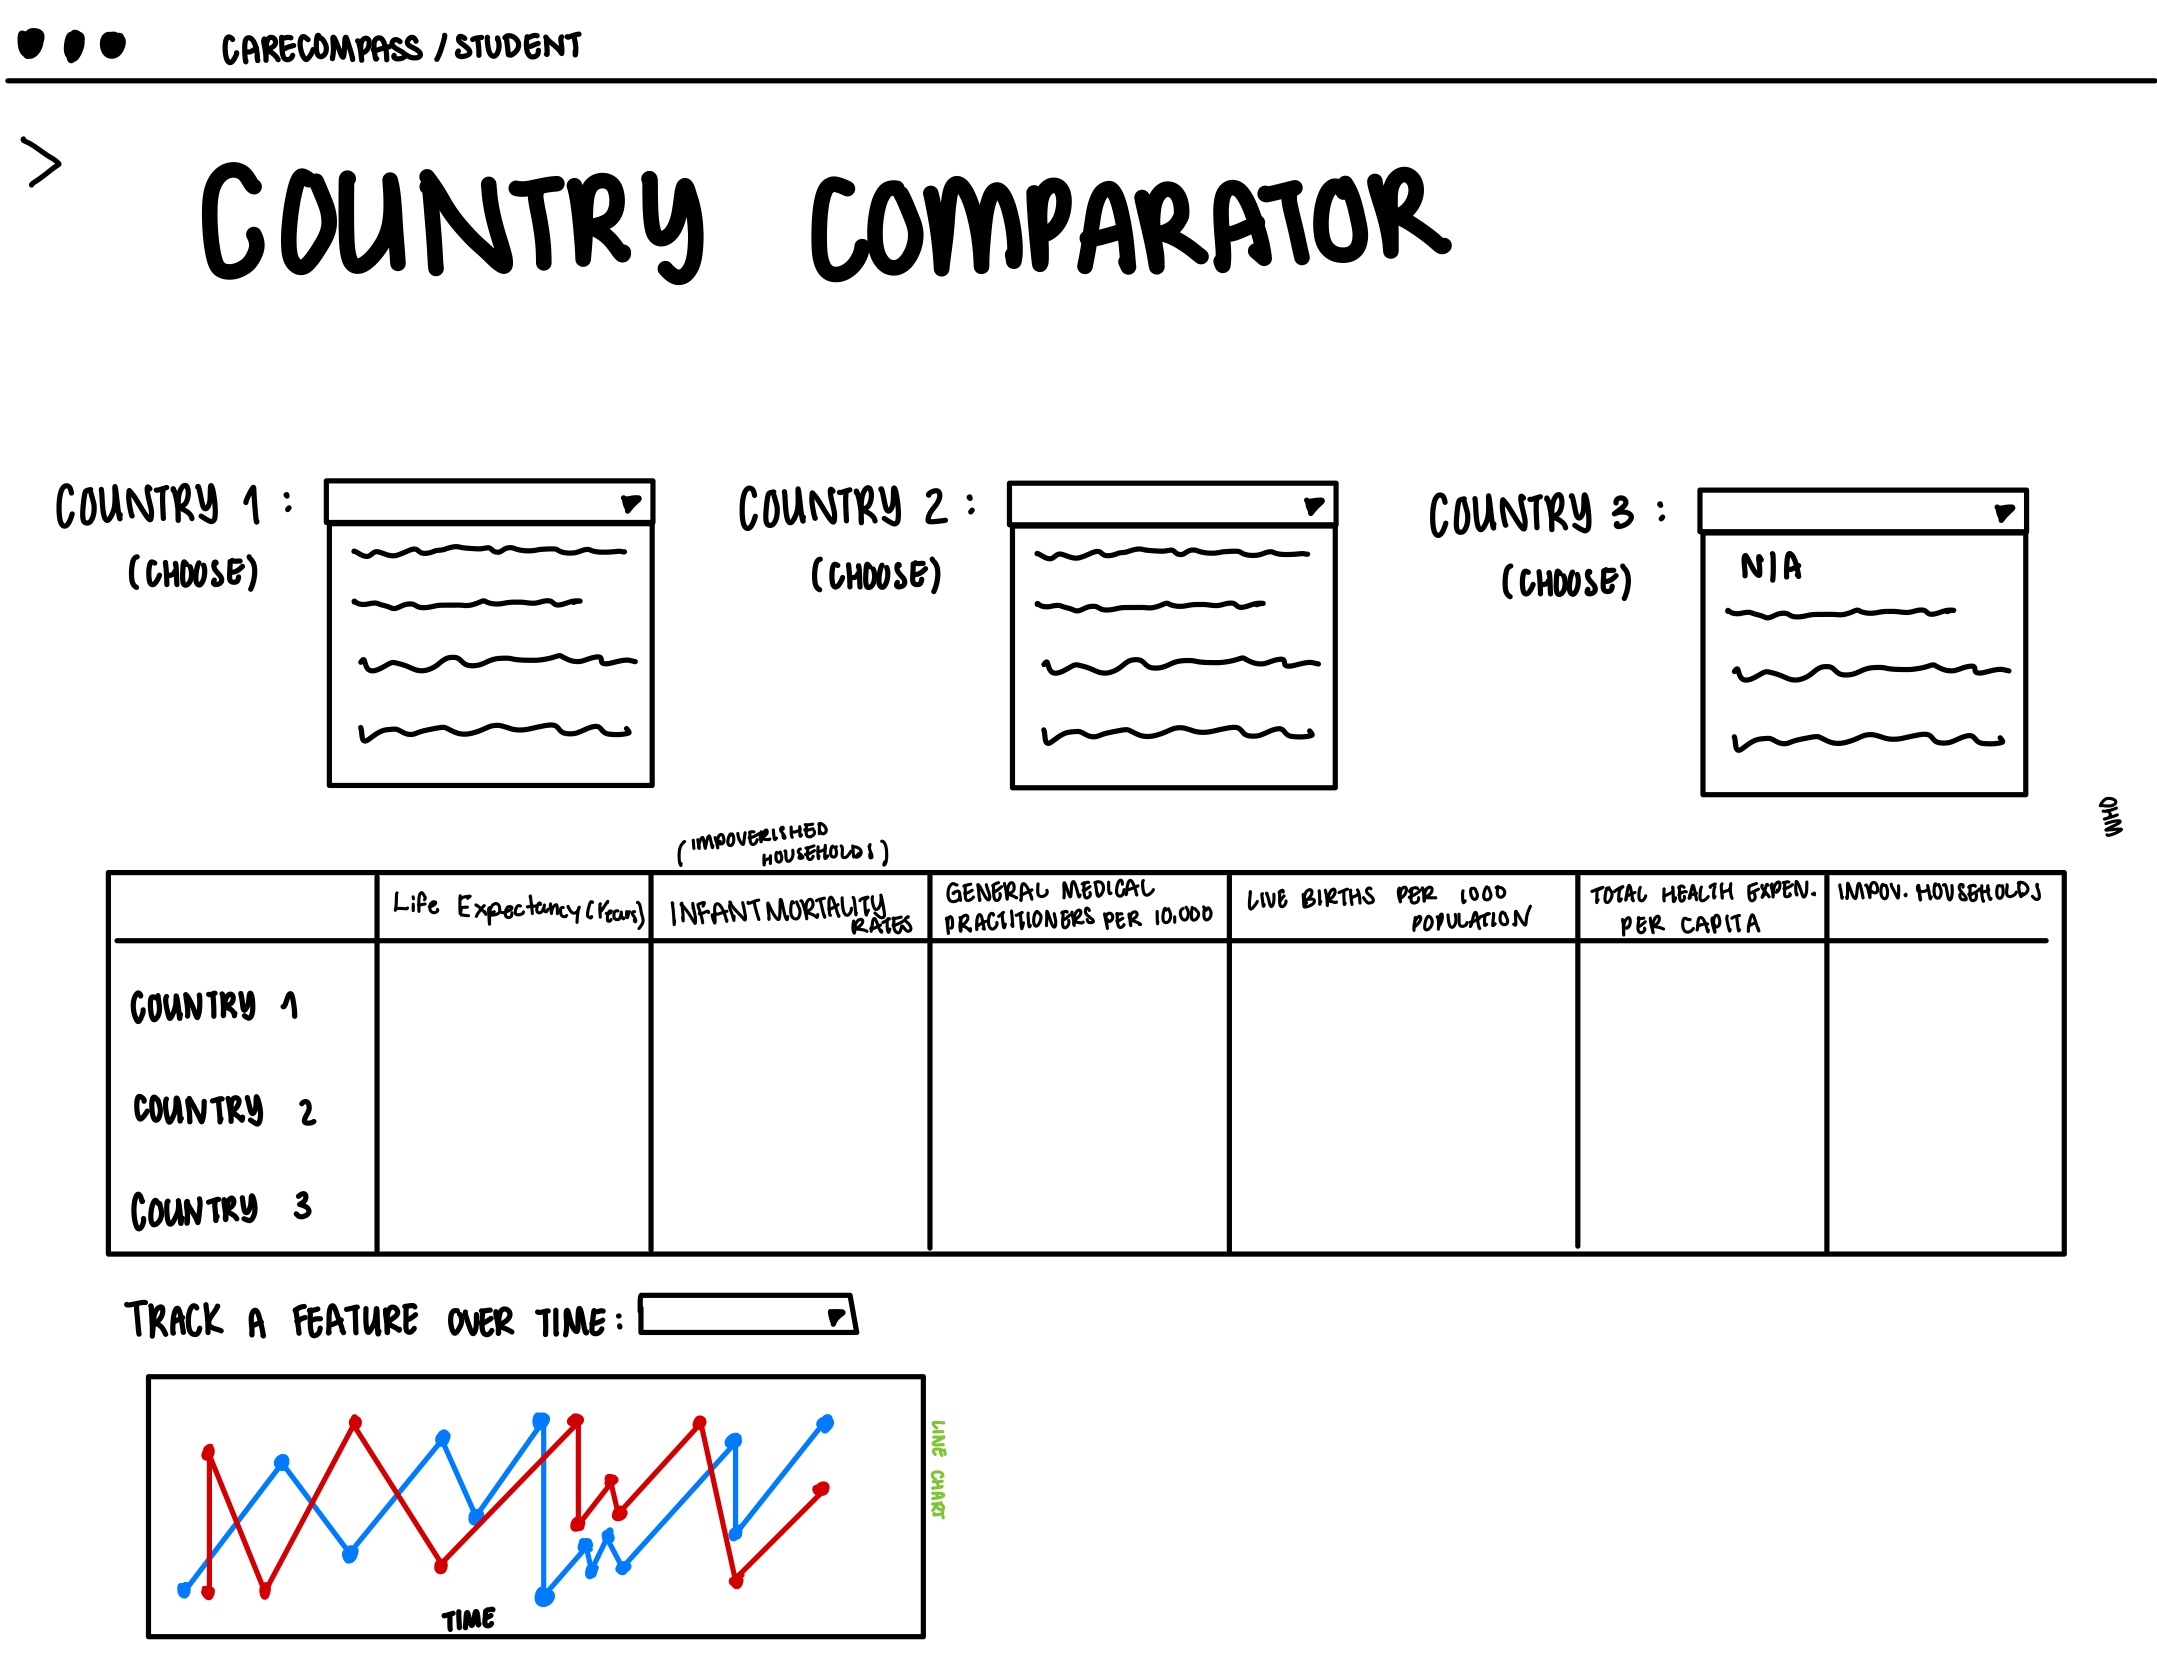 CARECOMPASS / STUDENT
>
COUNTRY COMPARATOR
COUNTRY 1 :
(CHOOSE)
COUNTRY 2 :
(CHOOSE)
COUNTRY 3 :
(CHOOSE)
N/A
WHO
(IMPOVERISHED
HOUSEHOLDS)
Life Expectancy (Years)
INFANT MORTALITY
RATES
GENERAL MEDICAL
PRACTITIONERS PER 10,000
LIVE BIRTHS PER 1000
POPULATION
TOTAL HEALTH EXPEN.
PER CAPITA
IMPOV. HOUSEHOLDS
COUNTRY 1
COUNTRY 2
COUNTRY 3
TRACK A FEATURE OVER TIME:
LINE CHART
TIME